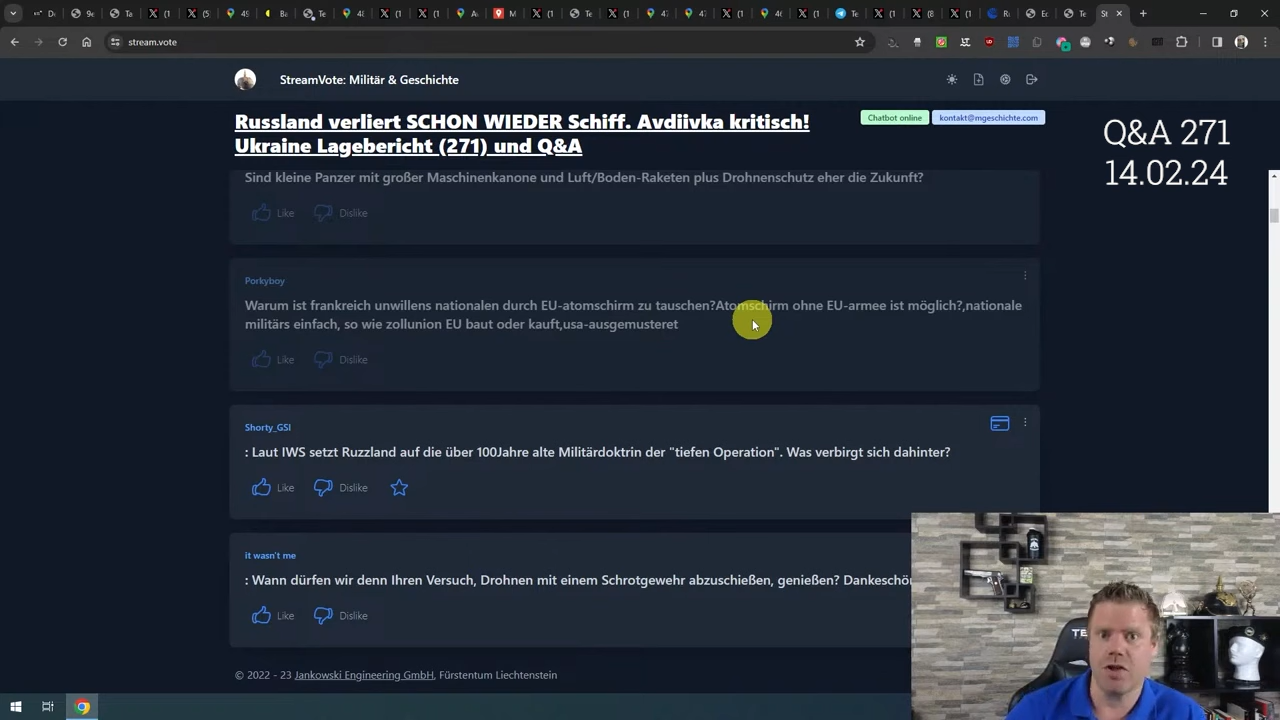 stream.vote
StreamVote: Militär & Geschichte
Russland verliert SCHON WIEDER Schiff. Avdiivka kritisch!
Ukraine Lagebericht (271) und Q&A
Chatbot online
kontakt@mgeschichte.com
Q&A 271
14.02.24
Sind kleine Panzer mit großer Maschinenkanone und Luft/Boden-Raketen plus Drohnenschutz eher die Zukunft?
Like Dislike
Porkyboy
Warum ist frankreich unwillens nationalen durch EU-atomschirm zu tauschen?Atomschirm ohne EU-armee ist möglich?,nationale
militärs einfach, so wie zollunion EU baut oder kauft,usa-ausgemusteret
Like Dislike
Shorty_GSI
: Laut IWS setzt Ruzzland auf die über 100Jahre alte Militärdoktrin der "tiefen Operation". Was verbirgt sich dahinter?
Like Dislike
it wasn't me
: Wann dürfen wir denn Ihren Versuch, Drohnen mit einem Schrotgewehr abzuschießen, genießen?
Like Dislike
© 2022 - 23 Jankowski Engineering GmbH, Fürstentum Liechtenstein